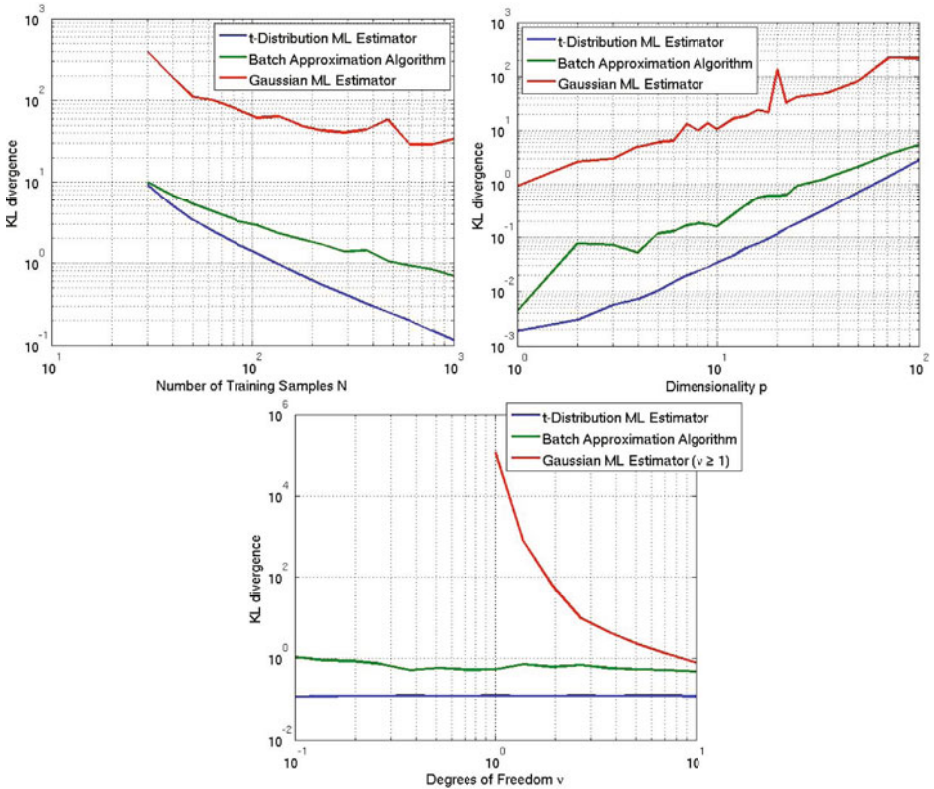 10^3
10^2
10^1
10^0
10^-1
KL divergence
t-Distribution ML Estimator
Batch Approximation Algorithm
Gaussian ML Estimator
10^1
10^2
10^3
Number of Training Samples N
10^3
10^2
10^1
10^0
10^-1
10^-2
10^-3
KL divergence
t-Distribution ML Estimator
Batch Approximation Algorithm
Gaussian ML Estimator
10^0
10^1
10^2
Dimensionality p
10^6
10^4
10^2
10^0
10^-2
KL divergence
t-Distribution ML Estimator
Batch Approximation Algorithm
Gaussian ML Estimator (ν ≥ 1)
10^-1
10^0
10^1
Degrees of Freedom ν